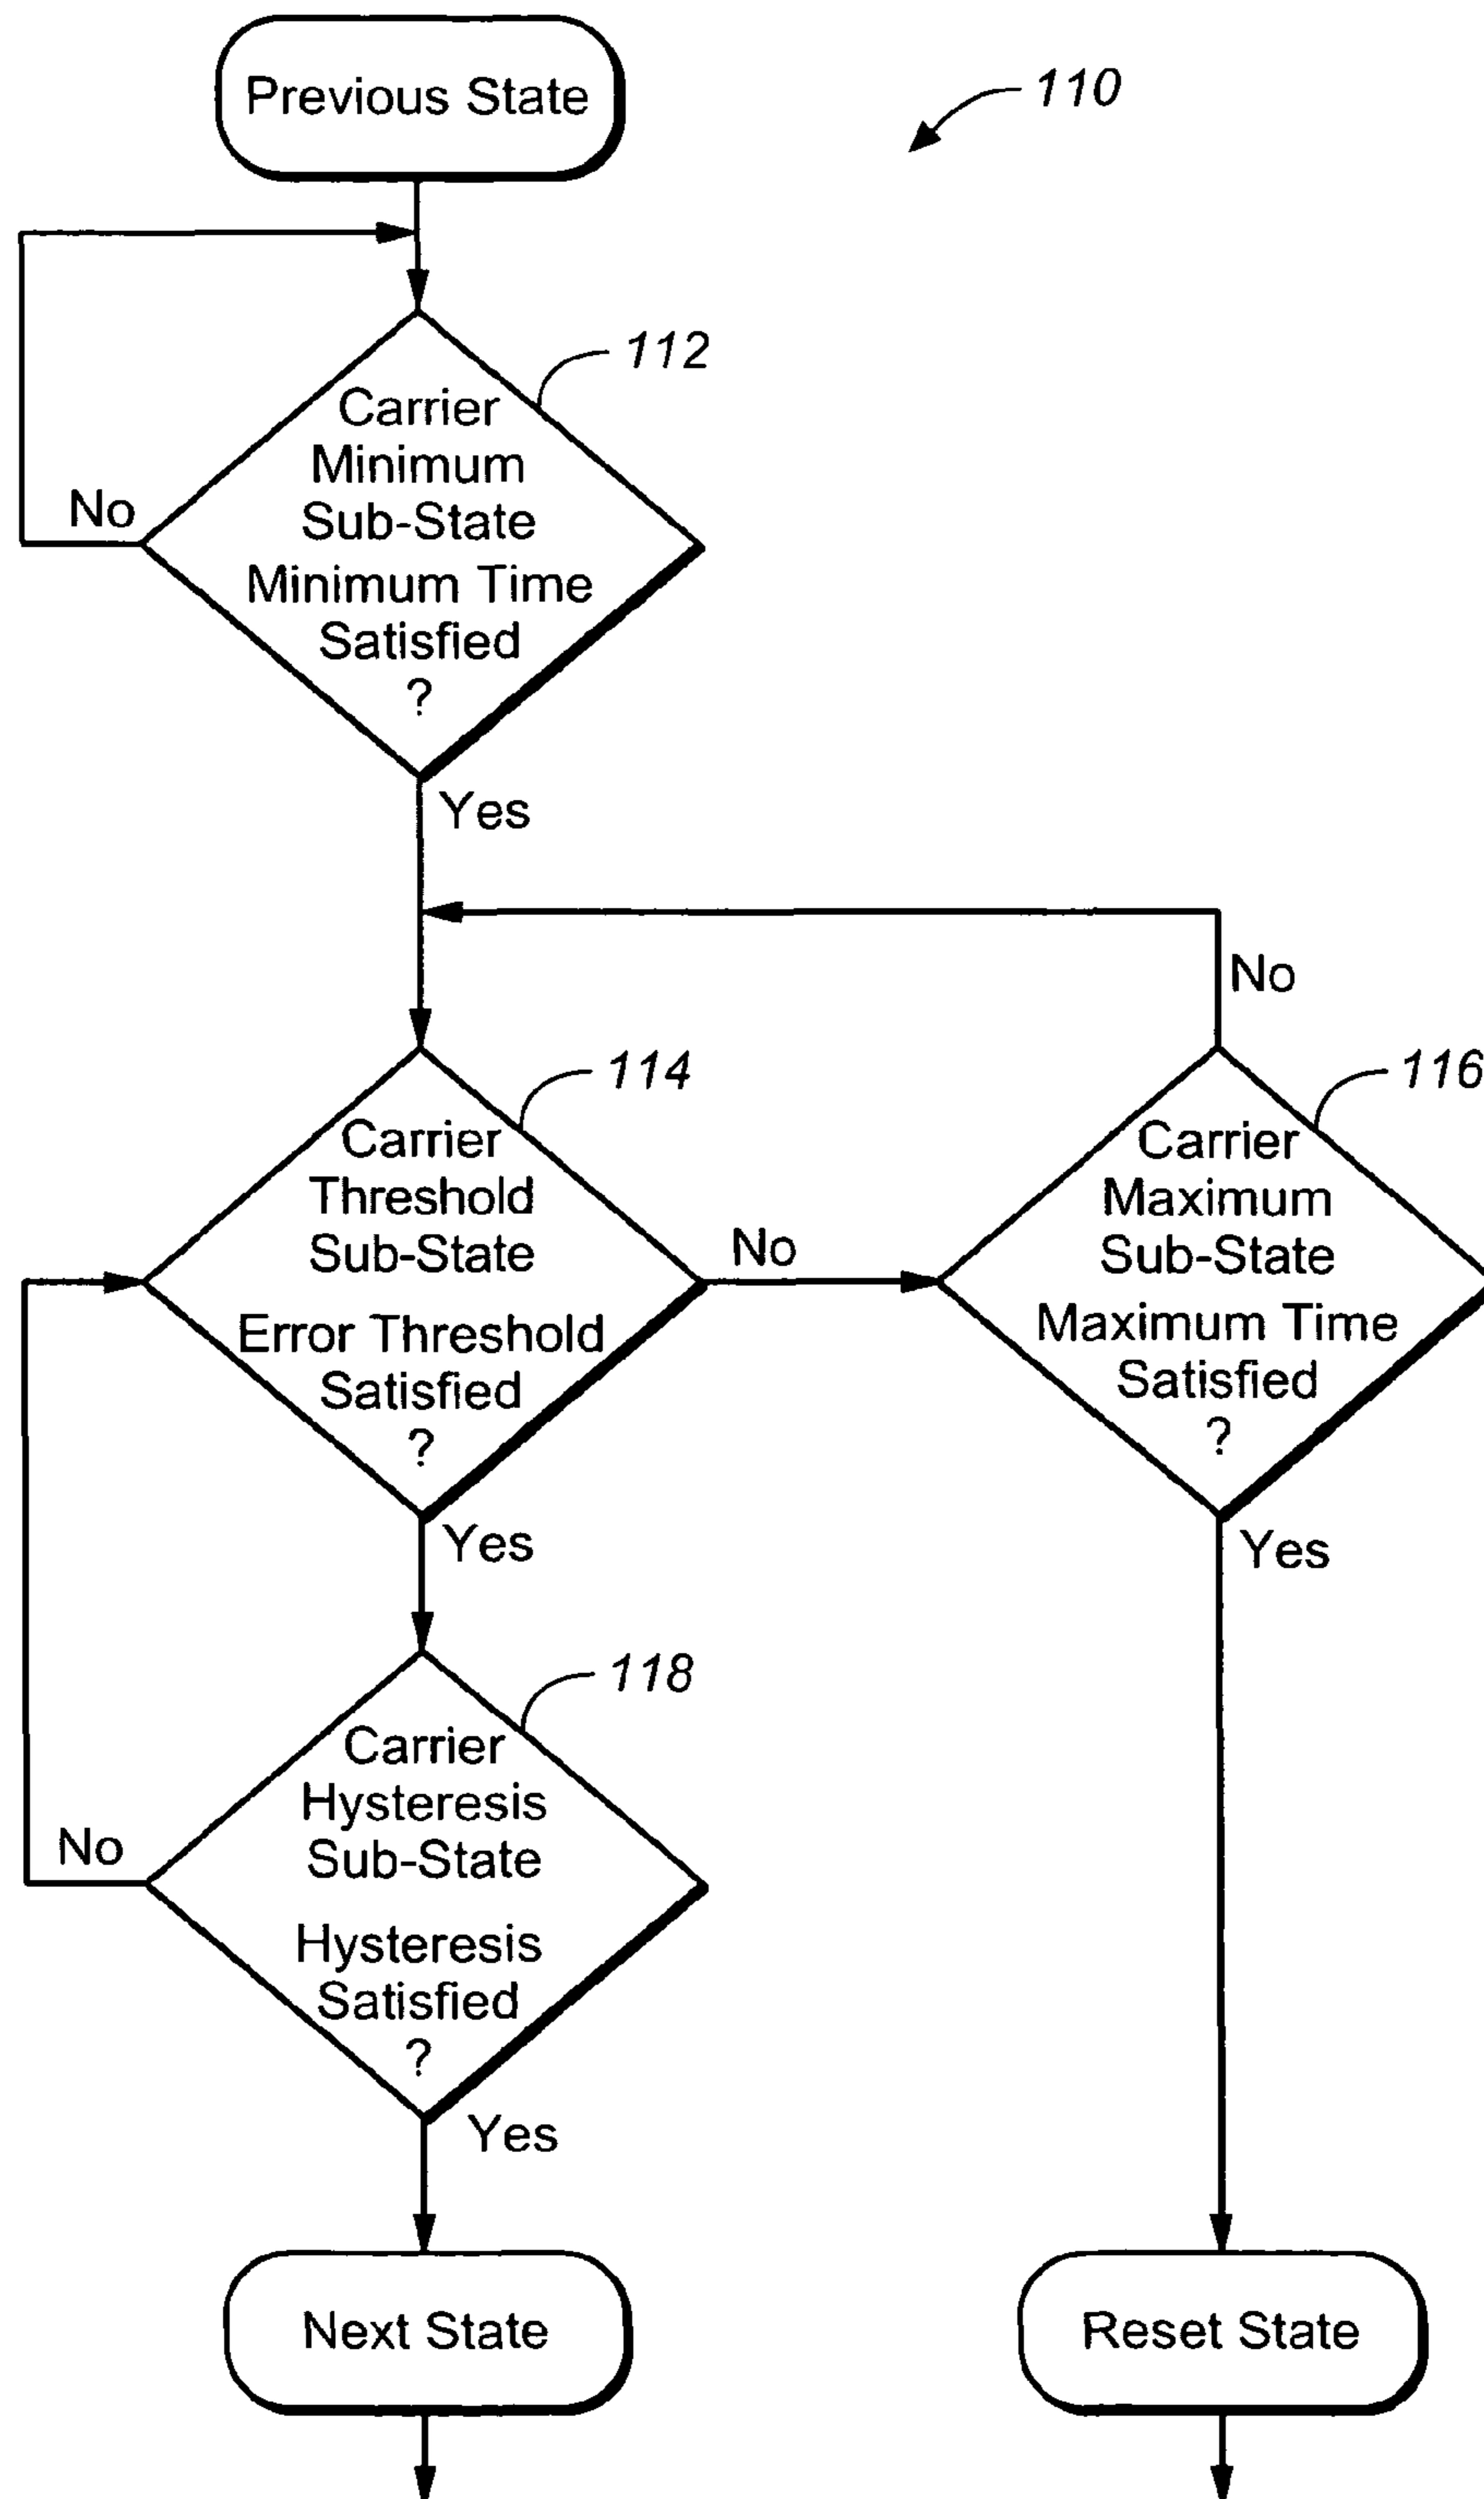 Previous State
110
112
Carrier
Minimum
Sub-State
Minimum Time
Satisfied
?
No
Yes
No
114
Carrier
Threshold
Sub-State
Error Threshold
Satisfied
?
No
116
Carrier
Maximum
Sub-State
Maximum Time
Satisfied
?
Yes
Yes
118
Carrier
Hysteresis
Sub-State
Hysteresis
Satisfied
?
No
Yes
Next State
Reset State